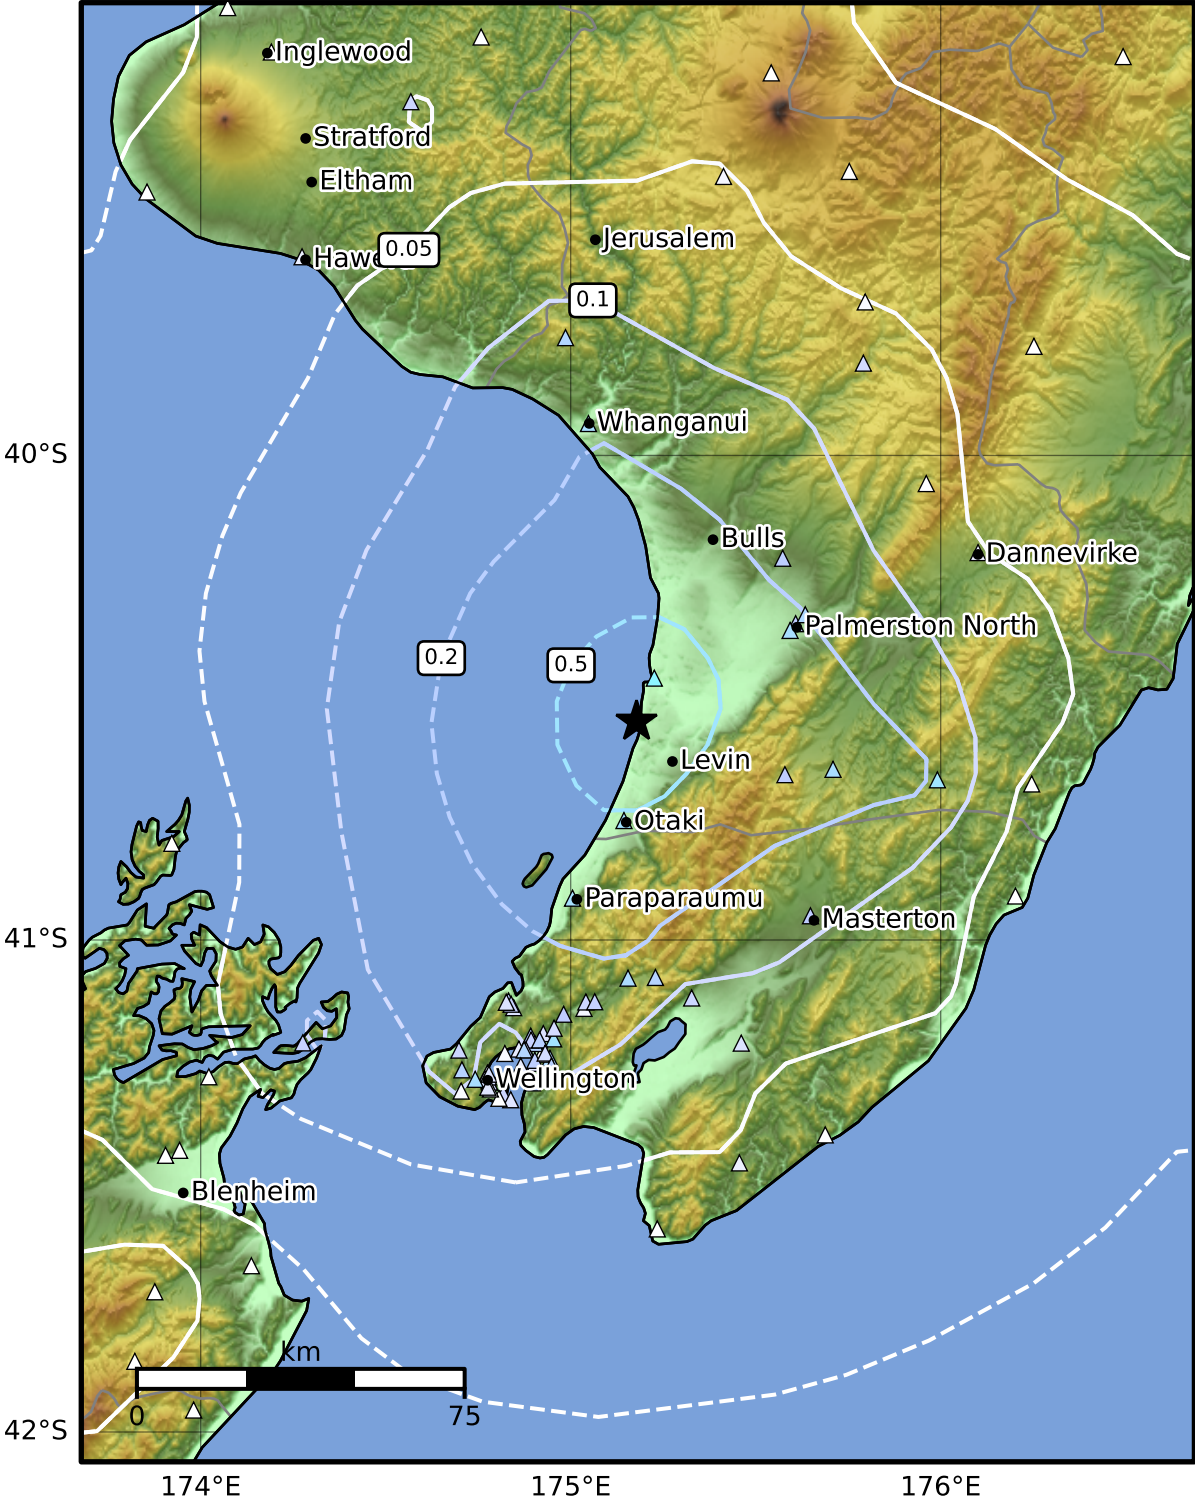 Inglewood
Stratford
Eltham
Jerusalem
0.05
0.1
Whanganui
40°S
Bulls
Dannevirke
Palmerston North
0.2
0.5
Levin
Otaki
Paraparaumu
Masterton
41°S
Wellington
Blenheim
km
0
75
42°S
174°E
175°E
176°E